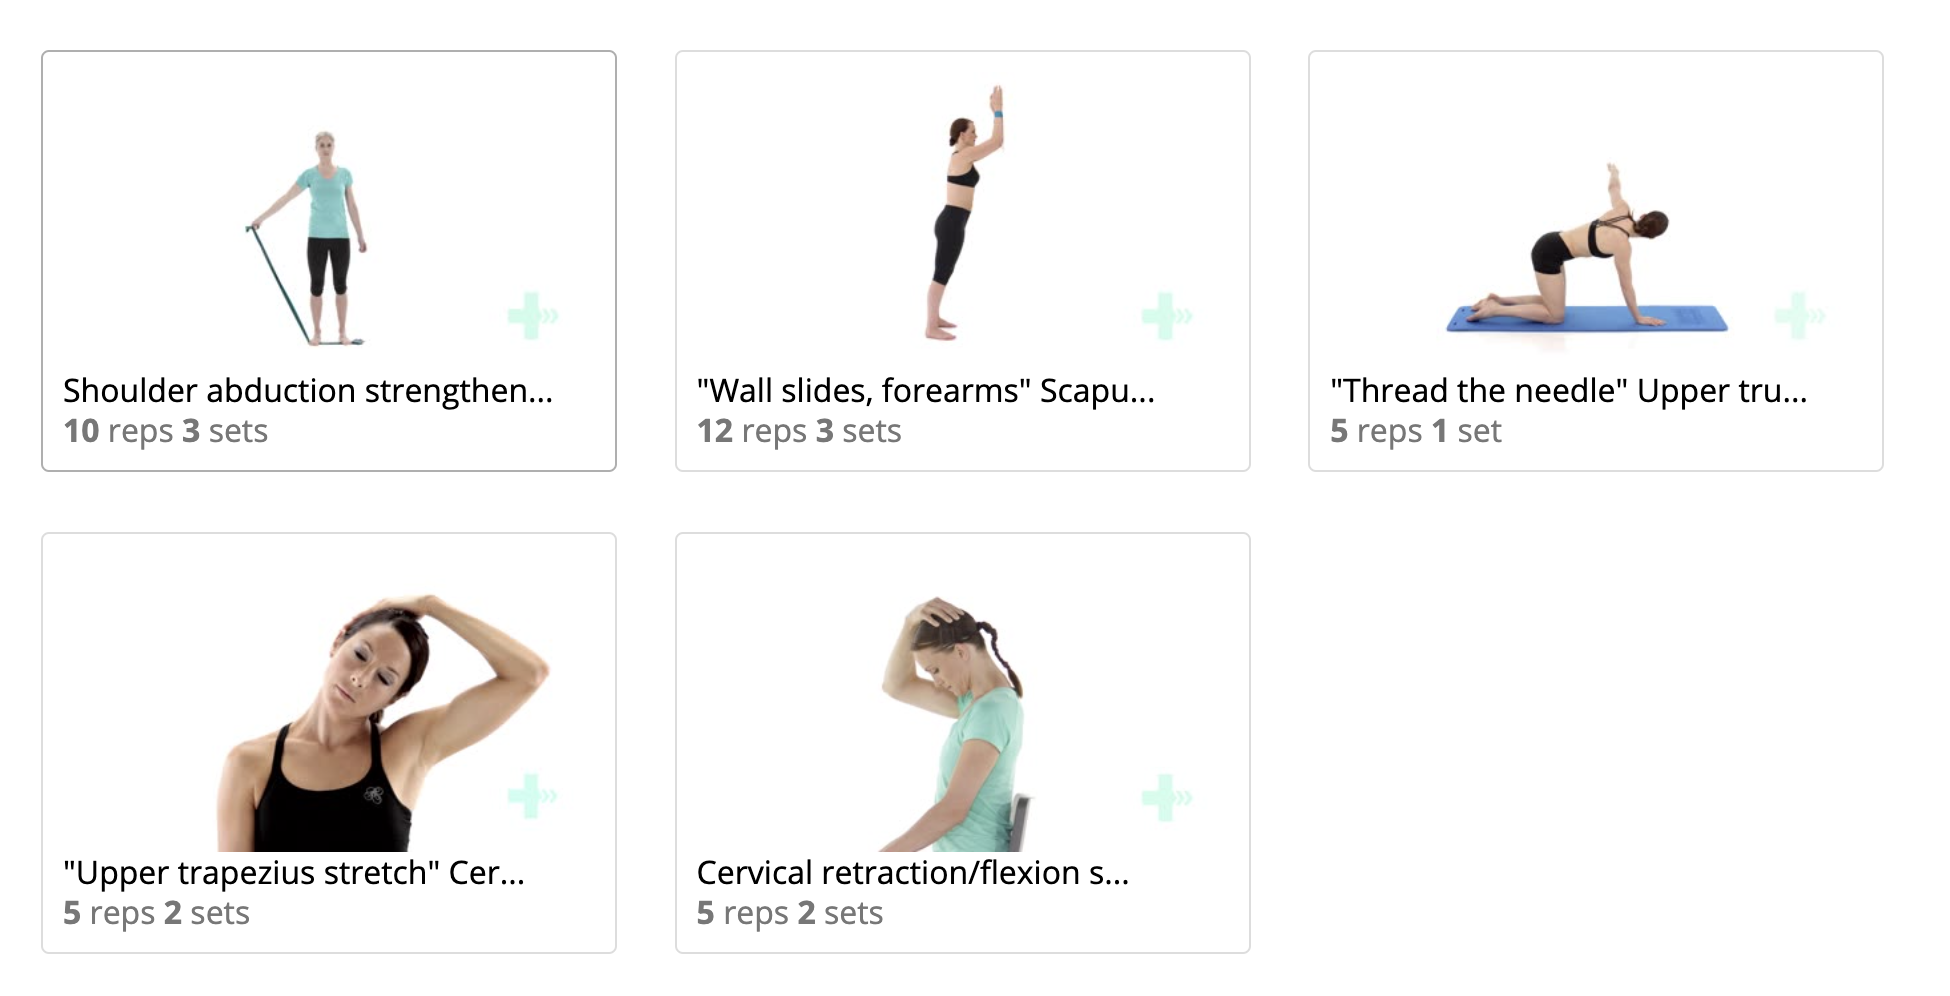 Shoulder abduction strengthen...
10 reps 3 sets
"Wall slides, forearms" Scapu...
12 reps 3 sets
"Thread the needle" Upper tru...
5 reps 1 set
"Upper trapezius stretch" Cer...
5 reps 2 sets
Cervical retraction/flexion s...
5 reps 2 sets